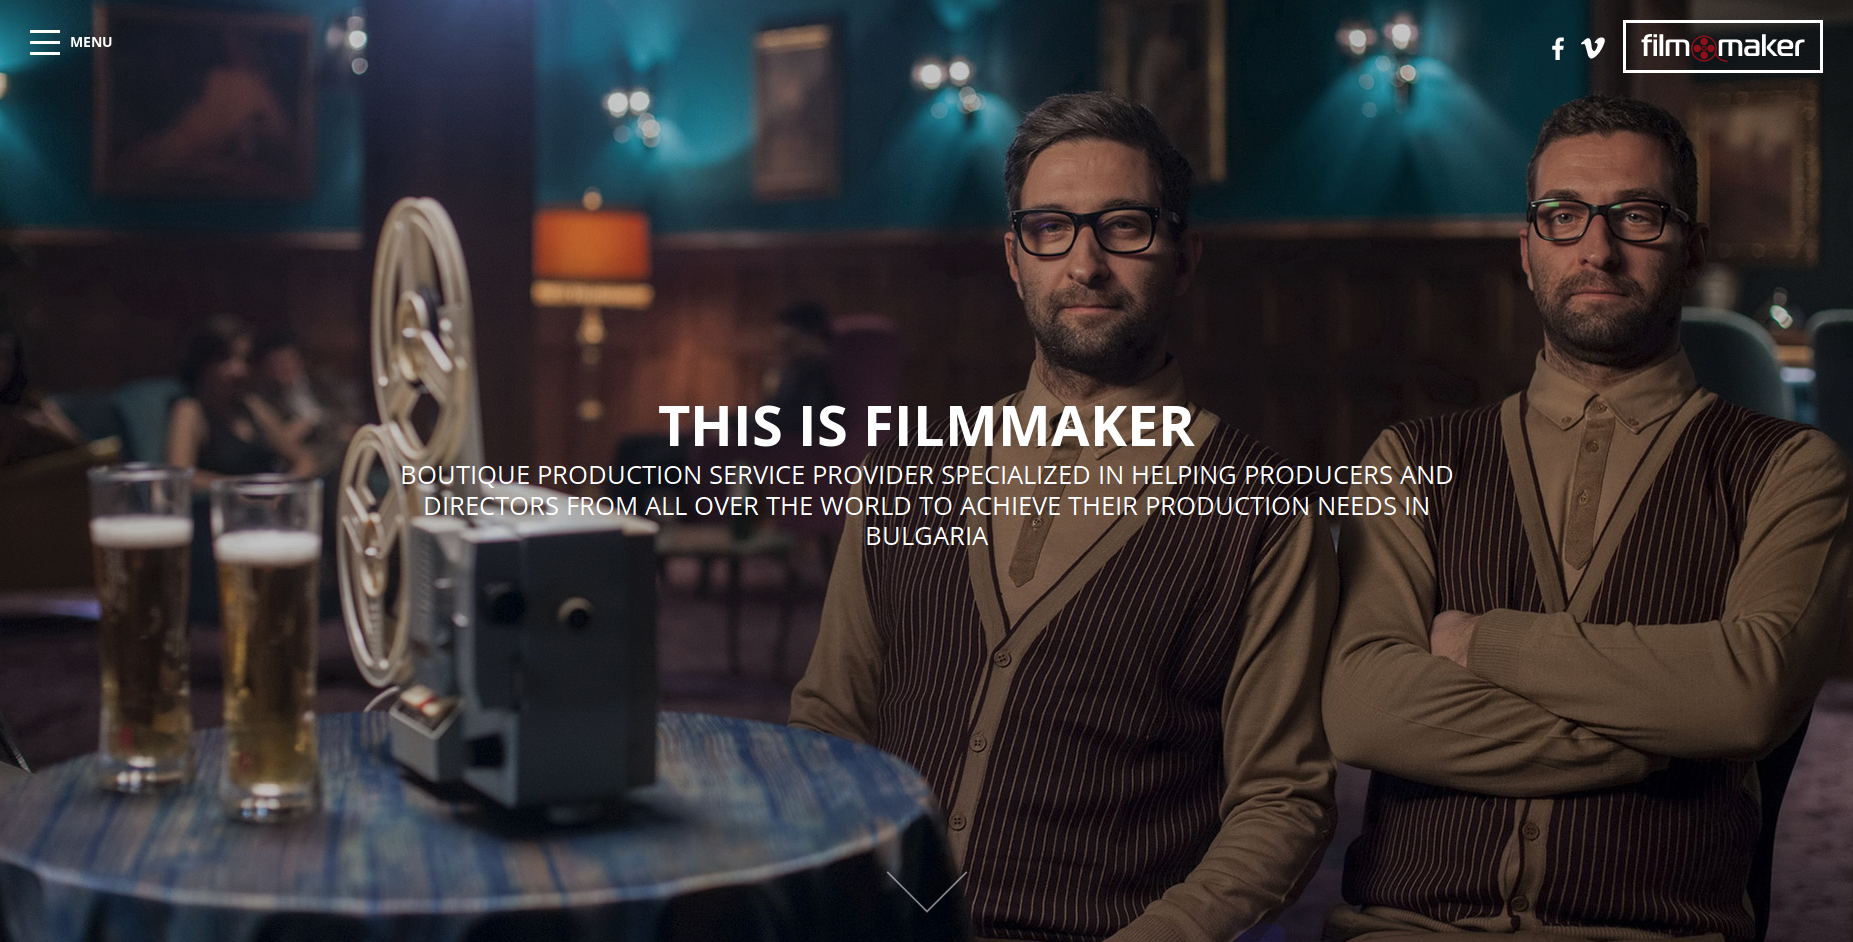 MENU
film maker
THIS IS FILMMAKER
BOUTIQUE PRODUCTION SERVICE PROVIDER SPECIALIZED IN HELPING PRODUCERS AND
DIRECTORS FROM ALL OVER THE WORLD TO ACHIEVE THEIR PRODUCTION NEEDS IN
BULGARIA